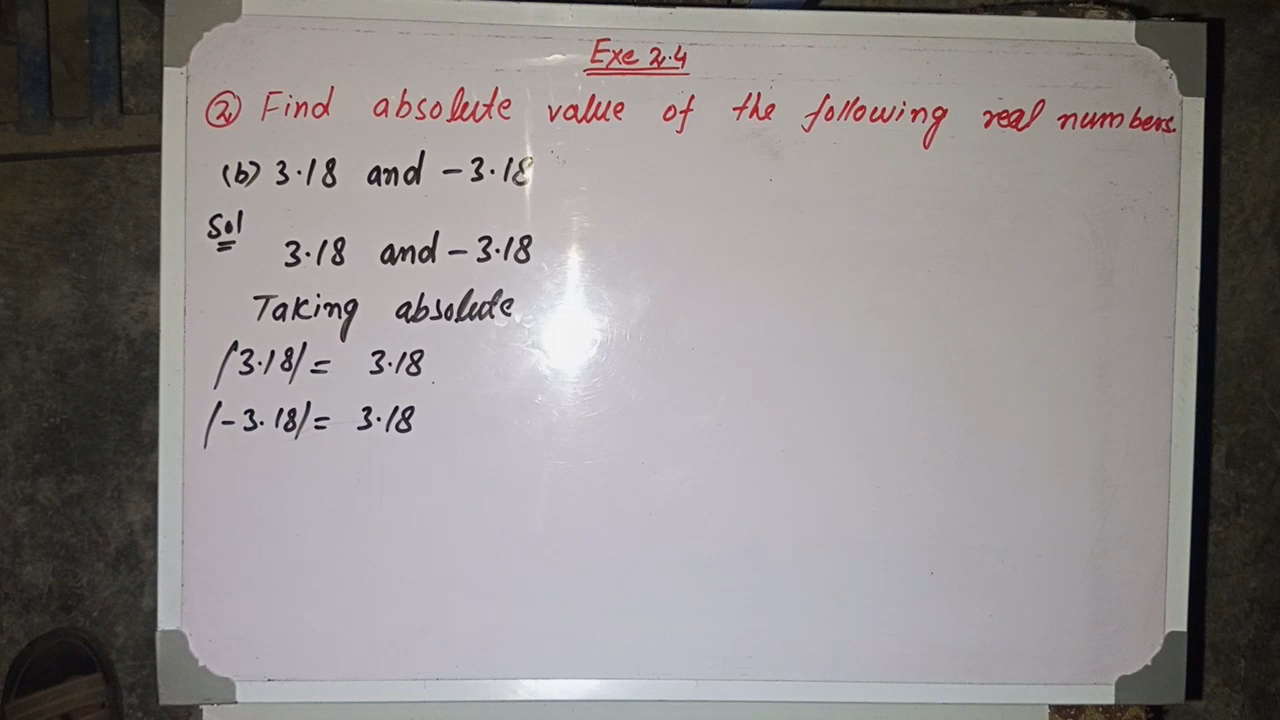 Exe 2.4
② Find absolute value of the following real numbers.
(b) 3.18 and -3.18
Sol
3.18 and -3.18
Taking absolute
|3.18| = 3.18
|-3.18| = 3.18